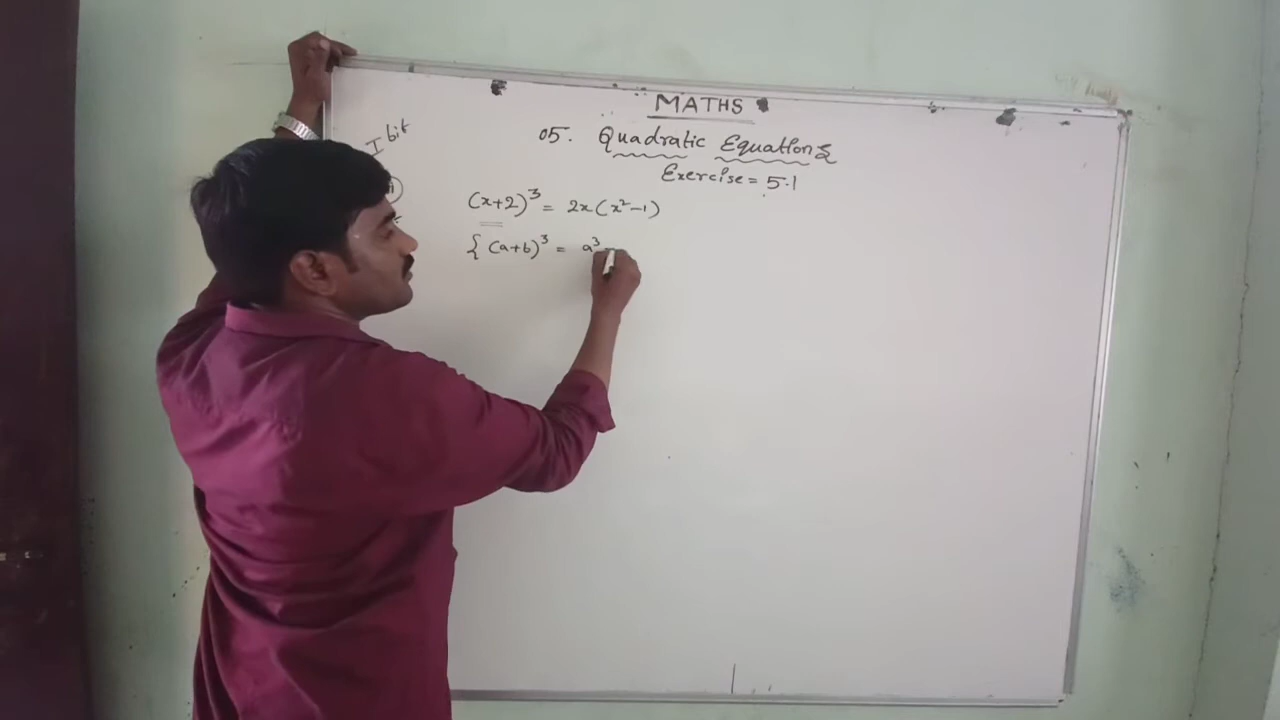 MATHS
05. Quadratic Equations
Exercise = 5.1
I bit
(x+2)³ = 2x(x²-1)
{ (a+b)³ = a³